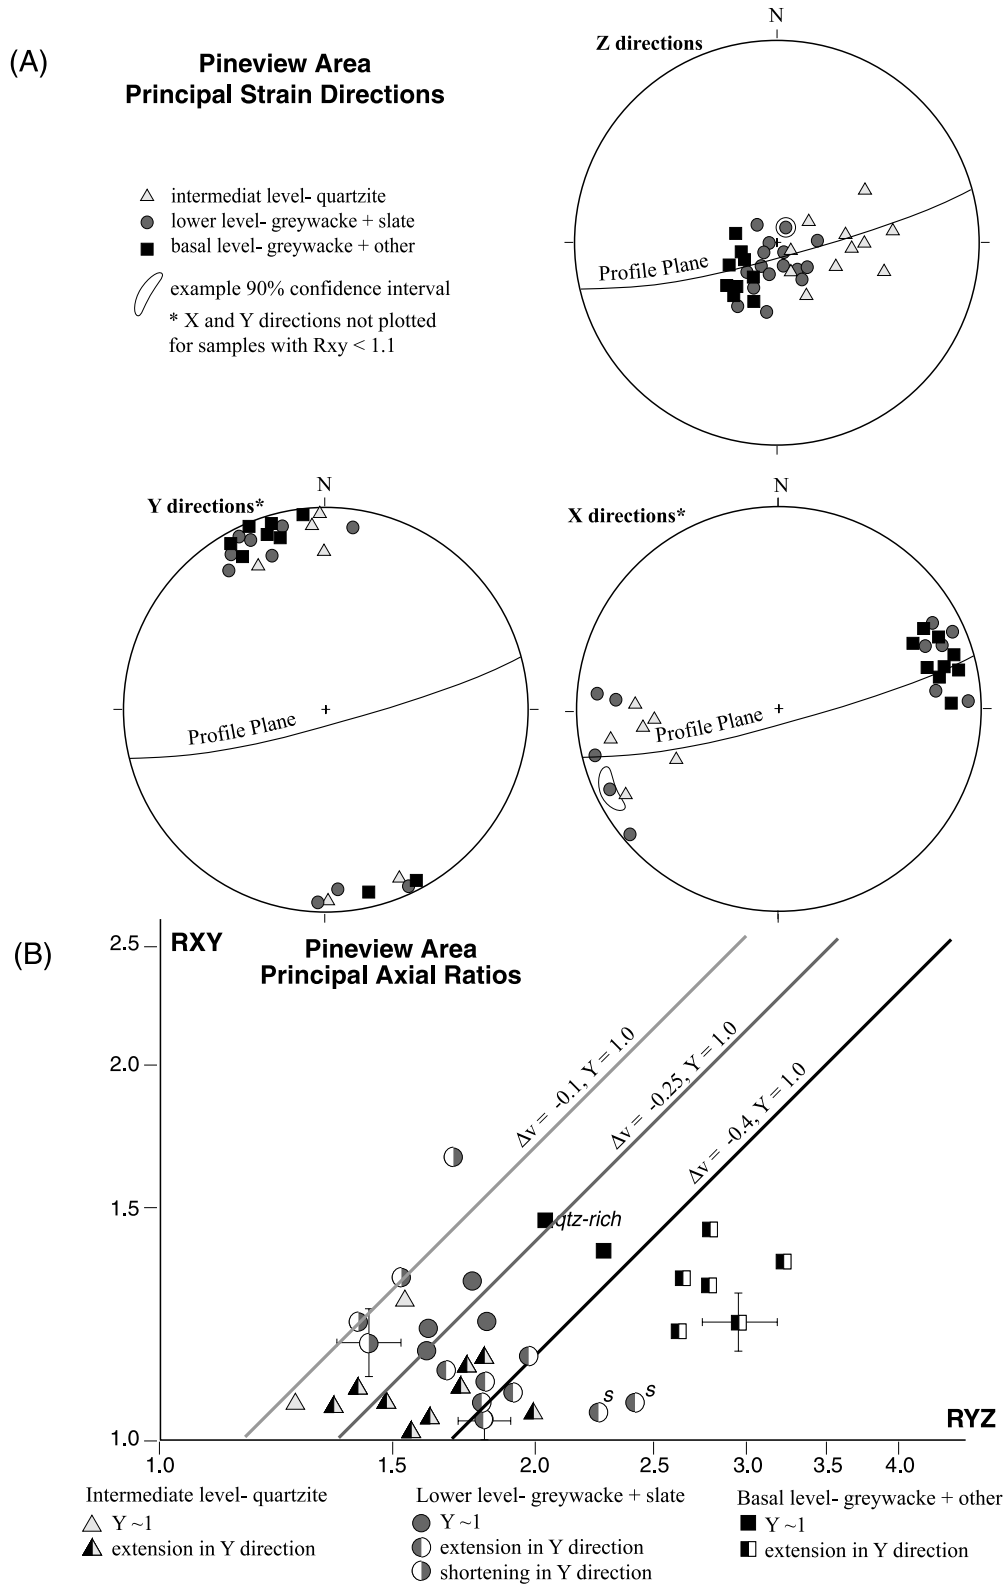 (A)
Pineview Area
Principal Strain Directions
intermediat level- quartzite
lower level- greywacke + slate
basal level- greywacke + other
example 90% confidence interval
* X and Y directions not plotted
for samples with Rxy < 1.1
N
Z directions
Profile Plane
N
Y directions*
Profile Plane
N
X directions*
Profile Plane
(B)
RXY
Pineview Area
Principal Axial Ratios
2.5
2.0
1.5
1.0
Δv = -0.1, Y = 1.0
Δv = -0.25, Y = 1.0
Δv = -0.4, Y = 1.0
qtz-rich
s
s
RYZ
1.0
1.5
2.0
2.5
3.0
3.5
4.0
Intermediate level- quartzite
Y ~1
extension in Y direction
Lower level- greywacke + slate
Y ~1
extension in Y direction
shortening in Y direction
Basal level- greywacke + other
Y ~1
extension in Y direction